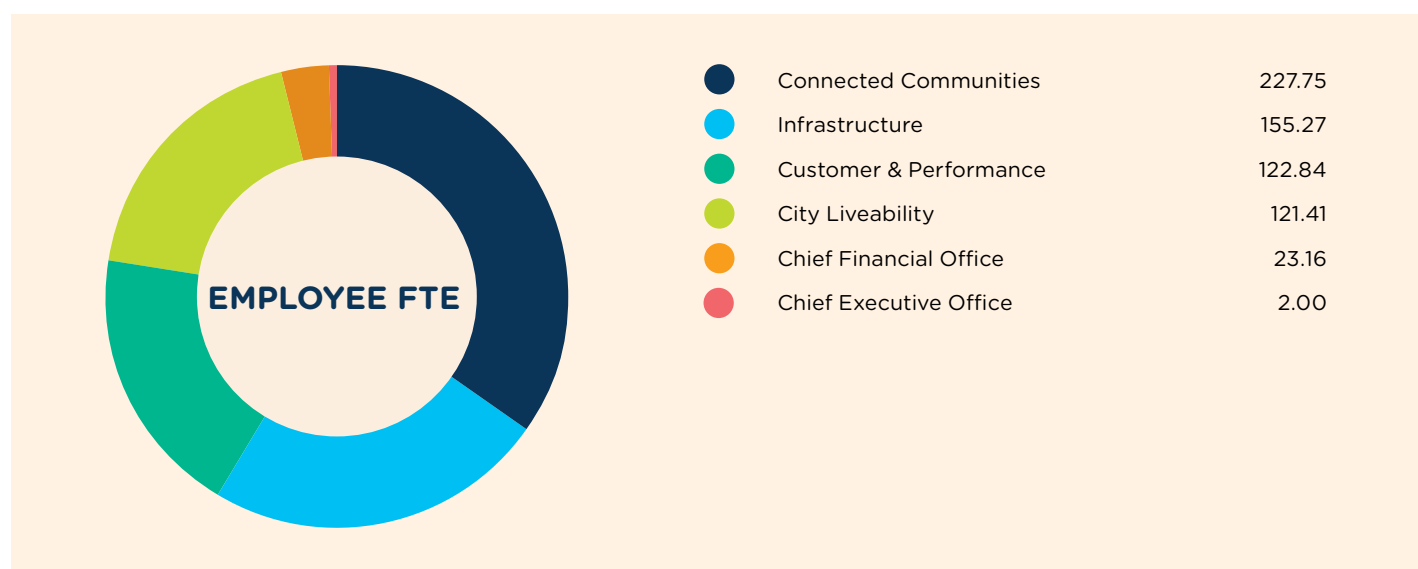 EMPLOYEE FTE
Connected Communities 227.75
Infrastructure 155.27
Customer & Performance 122.84
City Liveability 121.41
Chief Financial Office 23.16
Chief Executive Office 2.00